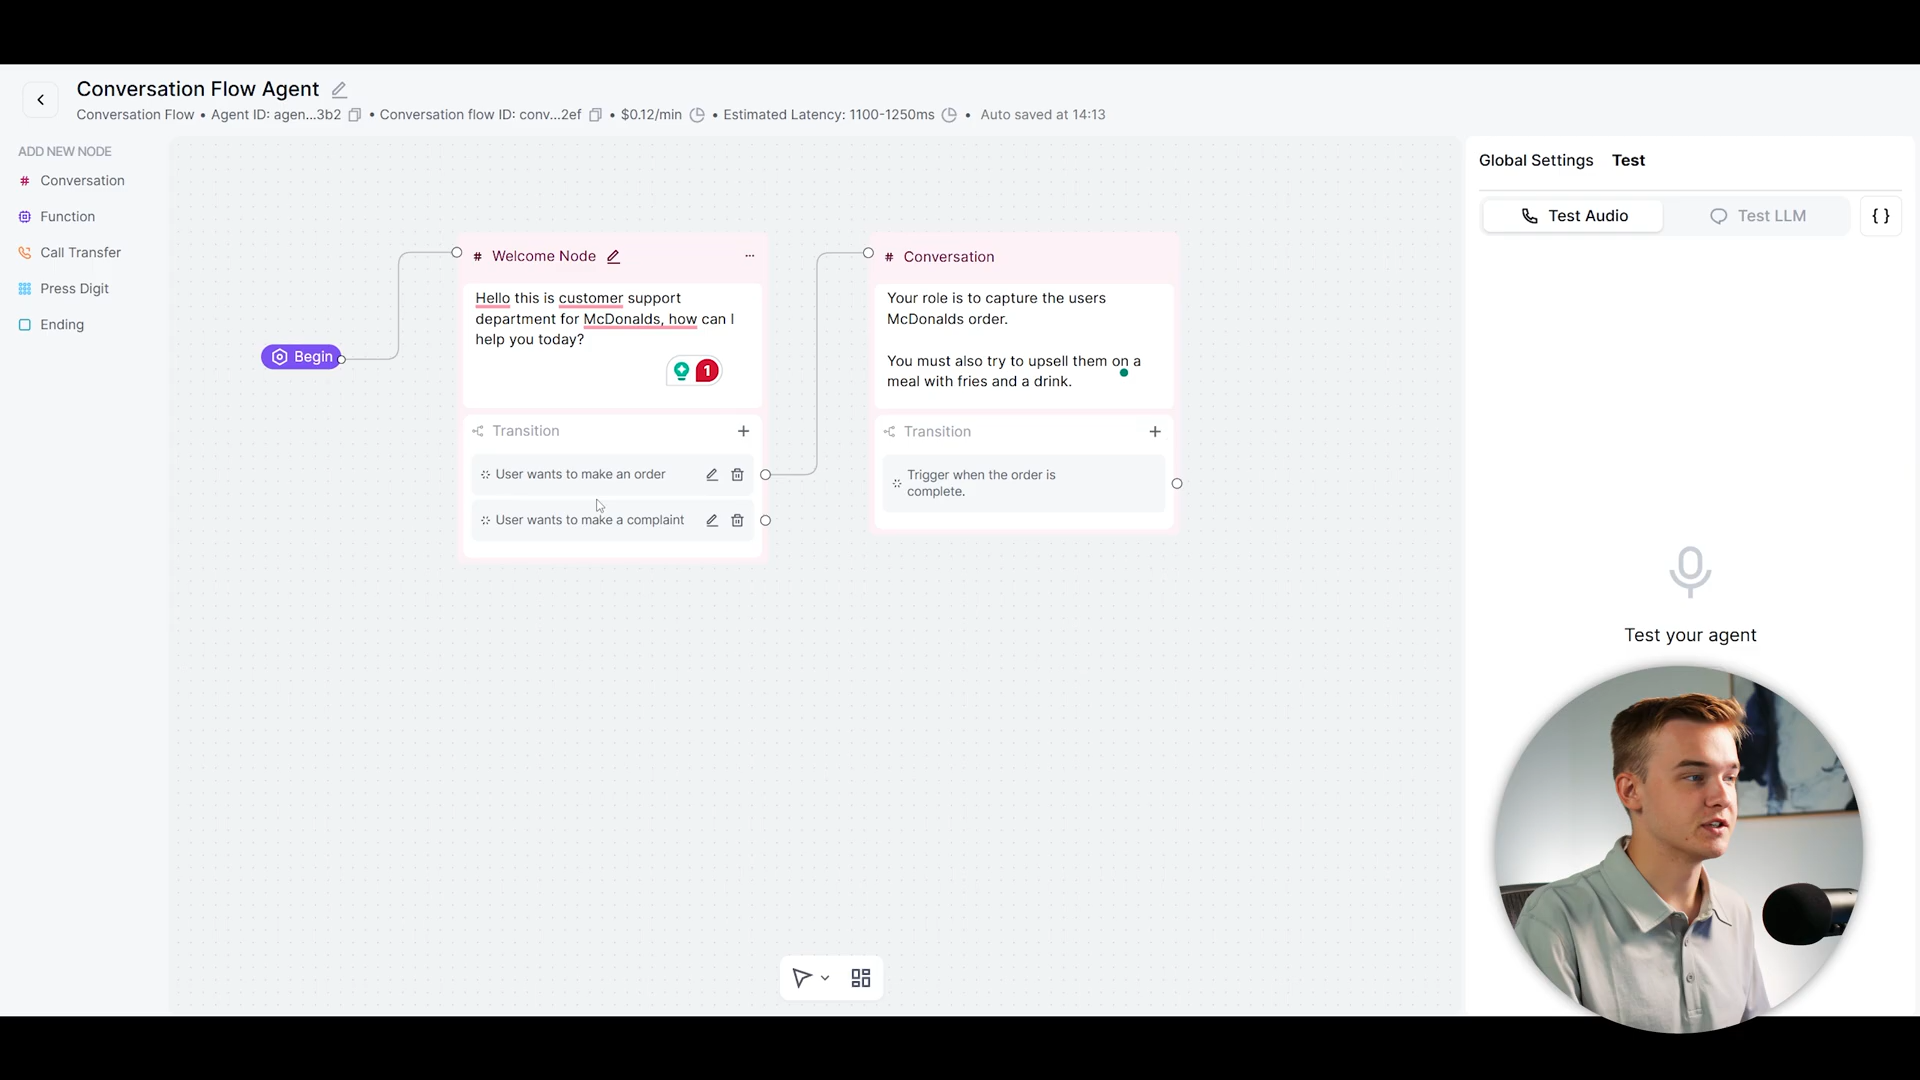 Conversation Flow Agent
Conversation Flow • Agent ID: agen...3b2 • Conversation flow ID: conv...2ef • $0.12/min • Estimated Latency: 1100-1250ms • Auto saved at 14:13
ADD NEW NODE
# Conversation
Function
Call Transfer
Press Digit
Ending
Begin
# Welcome Node ...
Hello this is customer support
department for McDonalds, how can I
help you today?
1
Transition +
User wants to make an order
User wants to make a complaint
# Conversation
Your role is to capture the users
McDonalds order.
You must also try to upsell them on a
meal with fries and a drink.
Transition +
Trigger when the order is
complete.
Global Settings Test
Test Audio Test LLM { }
Test your agent